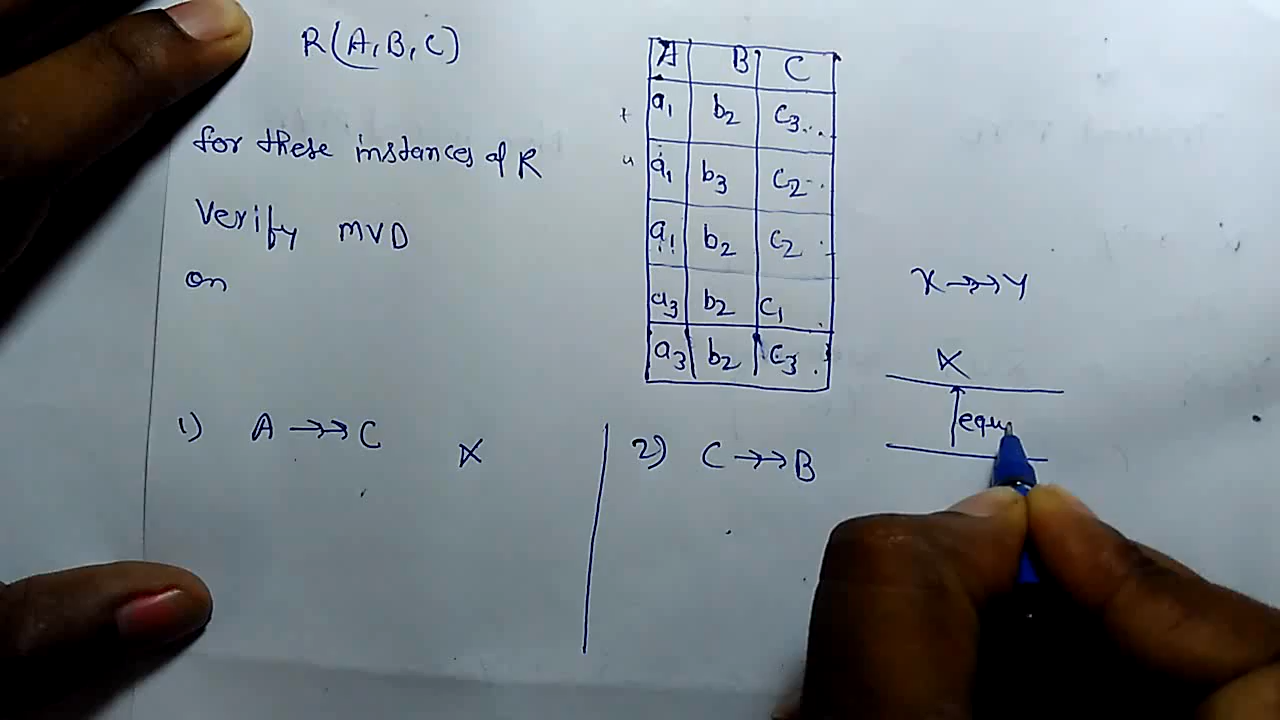 R(A, B, C)
for these instances of R
Verify MVD
on
A B C
a1 b2 c3..
a1 b3 c2..
a1 b2 c2 .
a3 b2 c1 .
a3 b2 c3 .
X →→ Y
X
equ
1) A →→ C X
2) C →→ B